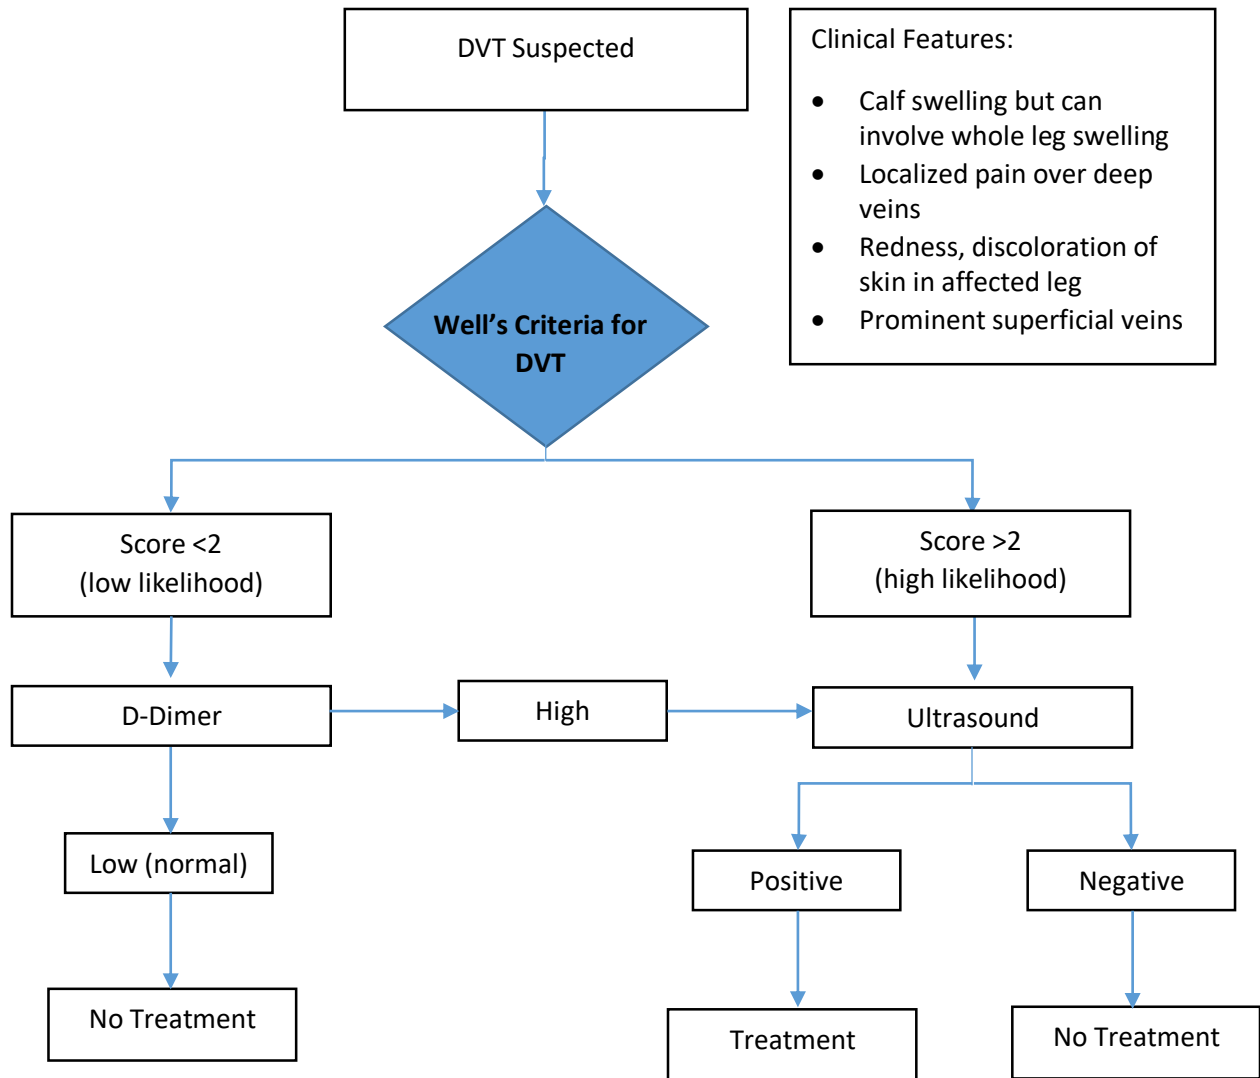 DVT Suspected
Clinical Features:
• Calf swelling but can
involve whole leg swelling
• Localized pain over deep
veins
• Redness, discoloration of
skin in affected leg
• Prominent superficial veins
Well’s Criteria for
DVT
Score <2
(low likelihood)
Score >2
(high likelihood)
D-Dimer
High
Ultrasound
Low (normal)
Positive
Negative
No Treatment
Treatment
No Treatment